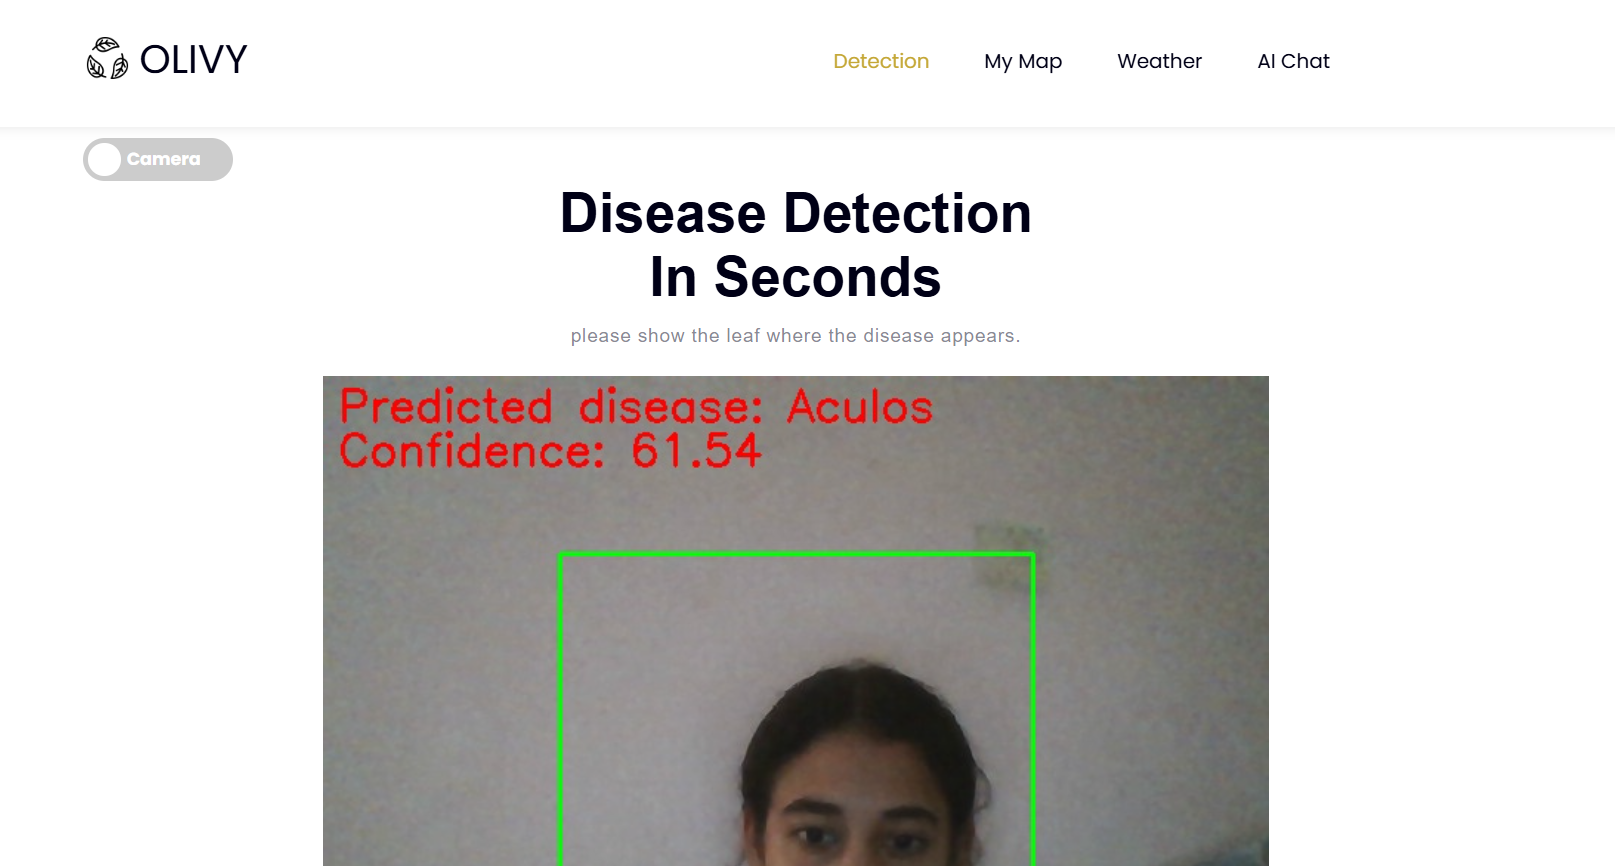 OLIVY
Detection
My Map
Weather
AI Chat
Camera
Disease Detection
In Seconds
please show the leaf where the disease appears.
Predicted disease: Aculos
Confidence: 61.54